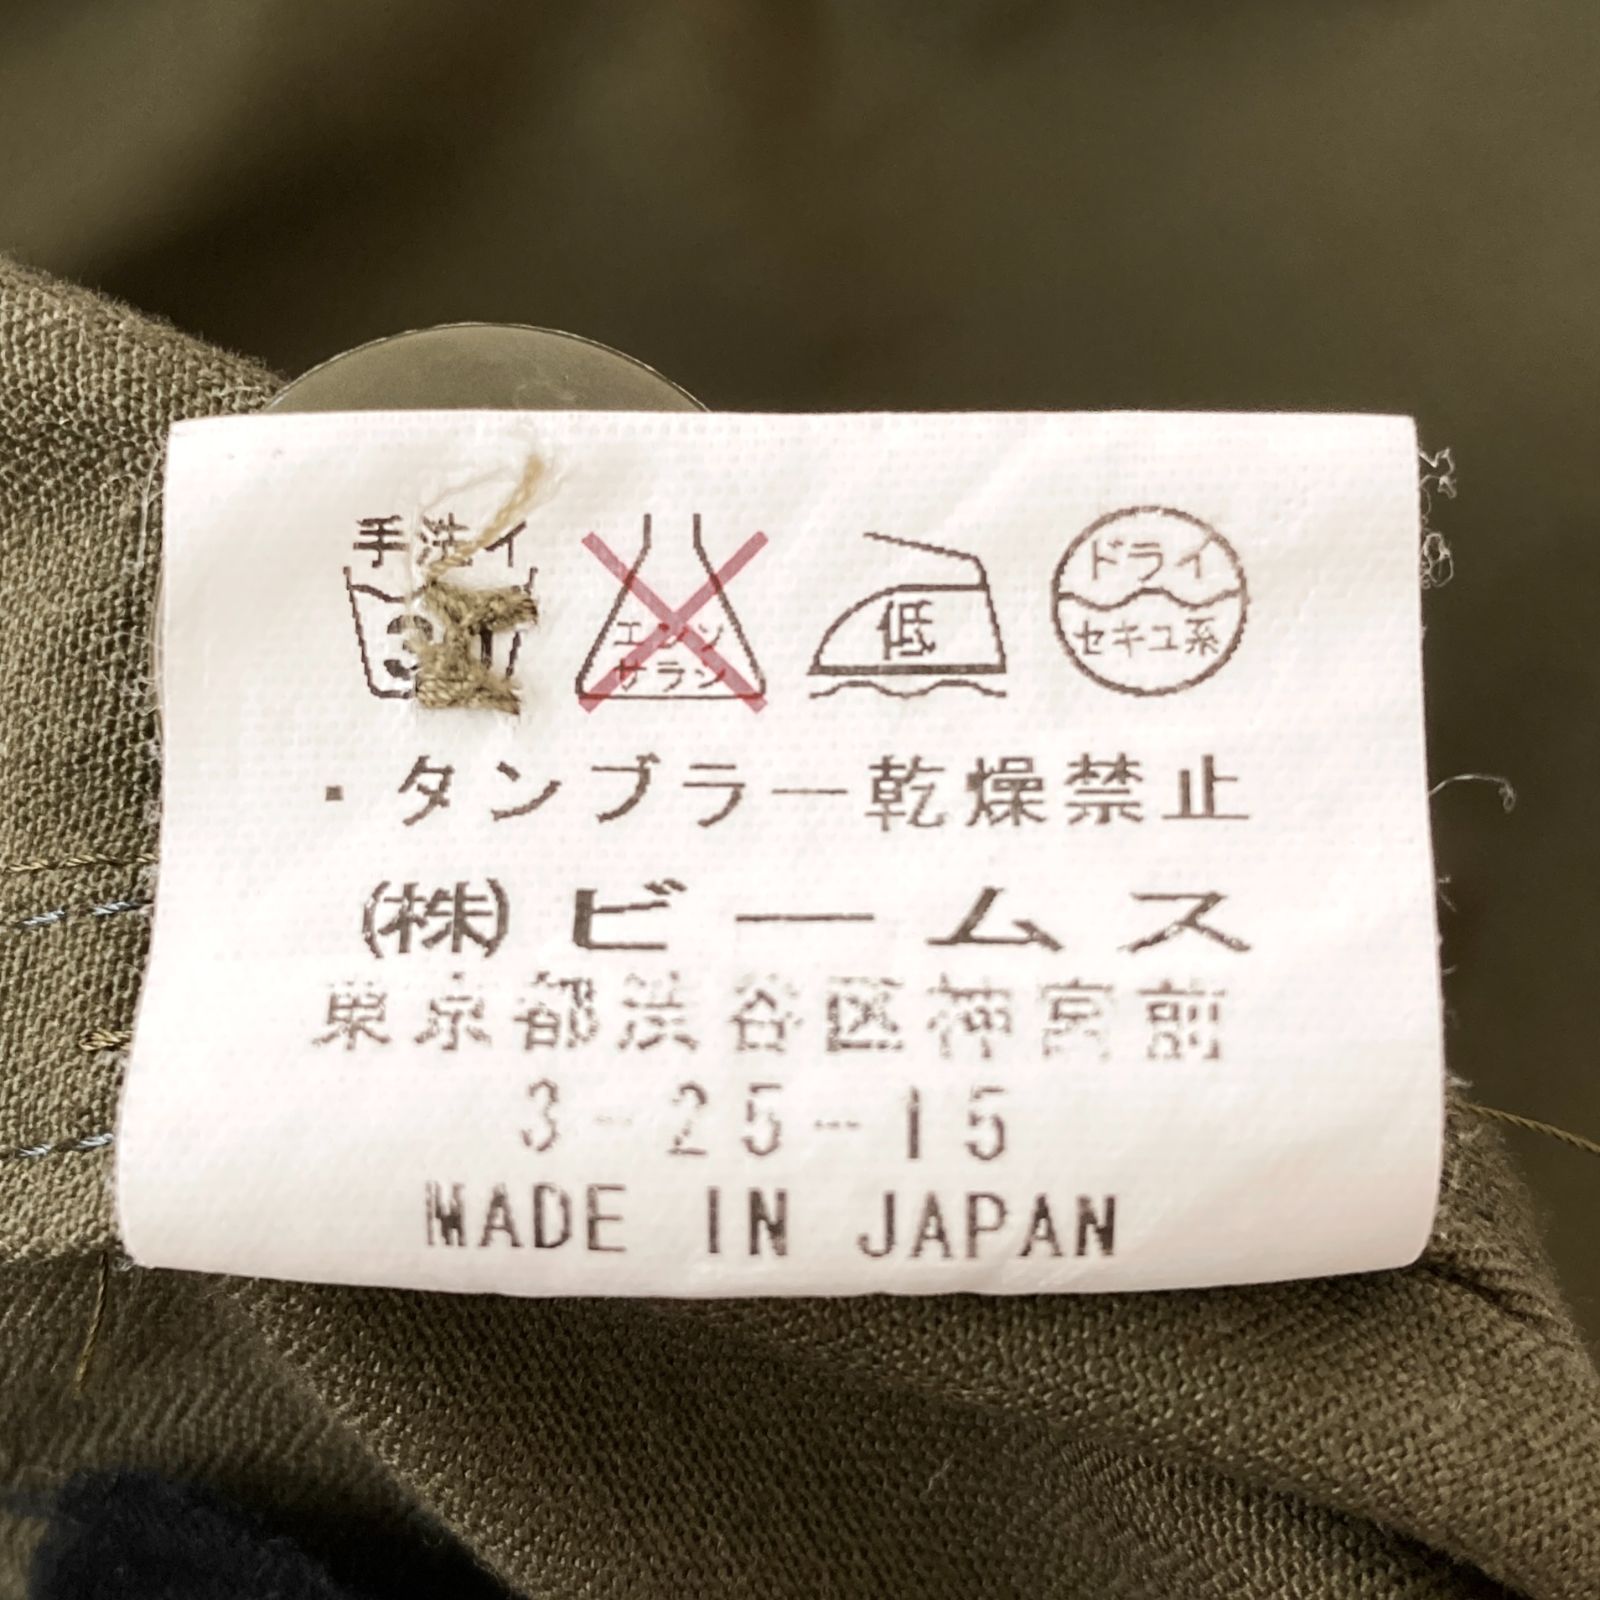 手洗イ
エンソ
サラシ
低
ドライ
セキユ系
・タンブラー乾燥禁止
(株)ビームス
東京都渋谷区神宮前
3-25-15
MADE IN JAPAN